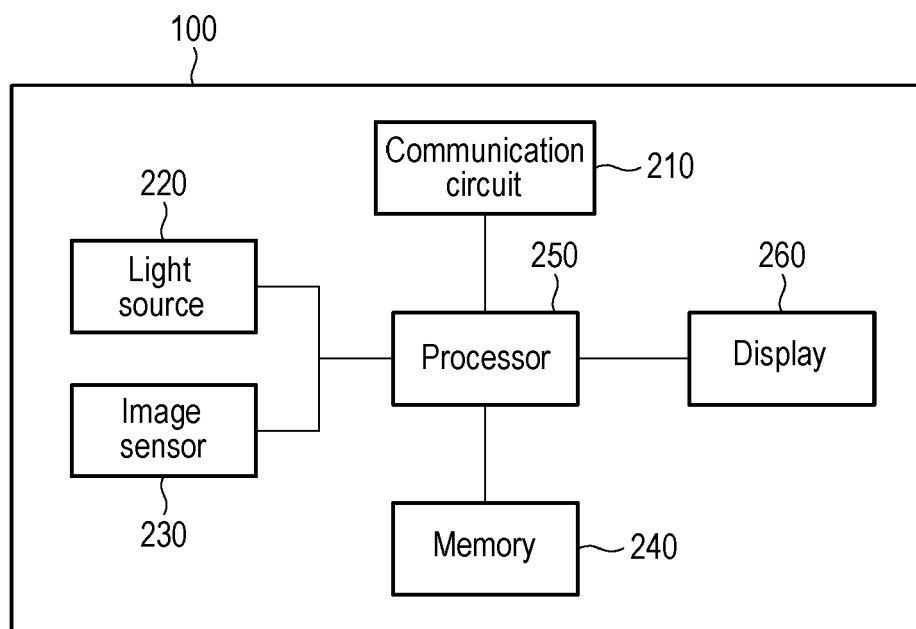 100
Communication
circuit
210
220
Light
source
250
Processor
260
Display
Image
sensor
230
Memory
240